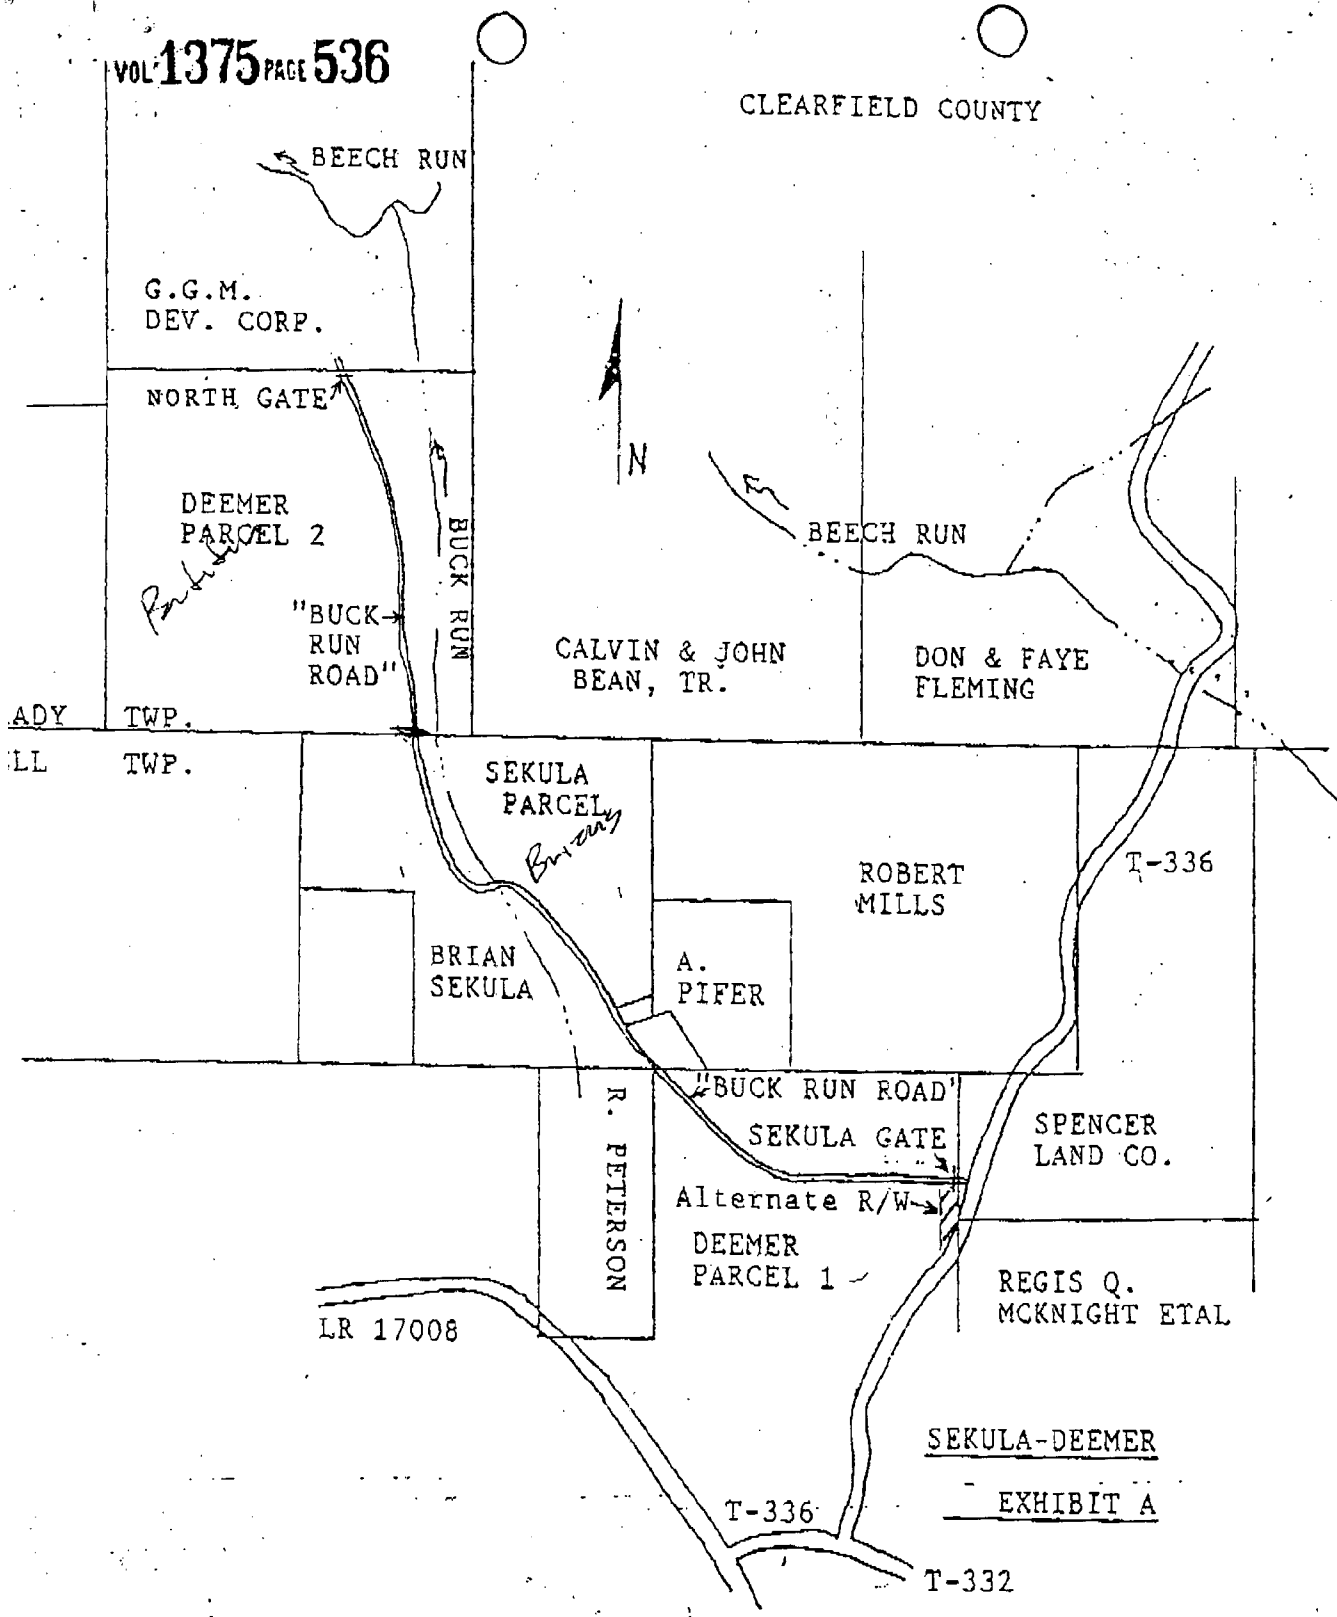 VOL 1375 PAGE 536
CLEARFIELD COUNTY
BEECH RUN
G.G.M.
DEV. CORP.
NORTH GATE
N
DEEMER
PARCEL 2
BUCK RUN
BEECH RUN
"BUCK
RUN
ROAD"
CALVIN & JOHN
BEAN, TR.
DON & FAYE
FLEMING
ADY TWP.
LL TWP.
SEKULA
PARCEL
Brians
ROBERT
MILLS
T-336
BRIAN
SEKULA
A.
PIFER
"BUCK RUN ROAD'
R. PETERSON
SEKULA GATE
SPENCER
LAND CO.
Alternate R/W
DEEMER
PARCEL 1
REGIS Q.
MCKNIGHT ETAL
LR 17008
SEKULA-DEEMER
EXHIBIT A
T-336
T-332